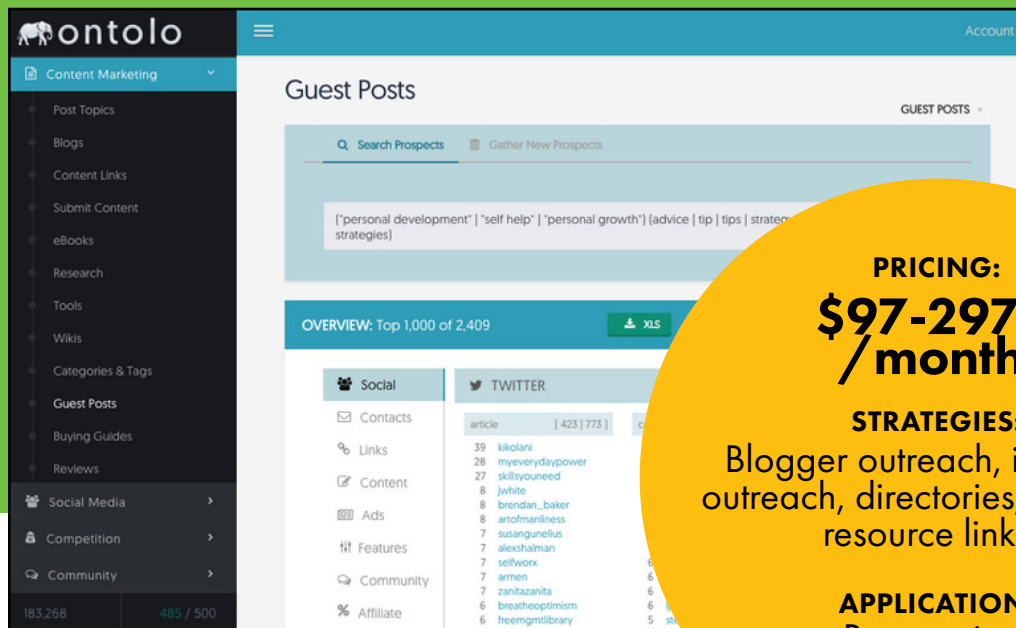 ontolo
Account
Content Marketing
Post Topics
Blogs
Content Links
Submit Content
eBooks
Research
Tools
Wikis
Categories & Tags
Guest Posts
Buying Guides
Reviews
Social Media
Competition
Community
183,268
485 / 500
Guest Posts
GUEST POSTS
Search Prospects
Gather New Prospects
("personal development" | "self help" | "personal growth") (advice | tip | tips |
strategies)
OVERVIEW: Top 1,000 of 2,409
XLS
Social
Contacts
Links
Content
Ads
Features
Community
Affiliate
TWITTER
article [ 423 | 773 ]
39 kikolani
28 myeverydaypower
27 skillsyouneed
8 jwhite
8 brendan_baker
8 artofmanliness
7 susangunelius
7 alexshalman
7 selfworx
7 armen
7 zanitazanita
6 breatheoptimism
6 freemgmtlibrary
6
6
6
6
5
PRICING:
$97-297
/month
STRATEGIES:
Blogger outreach,
outreach, directories,
resource link
APPLICATION